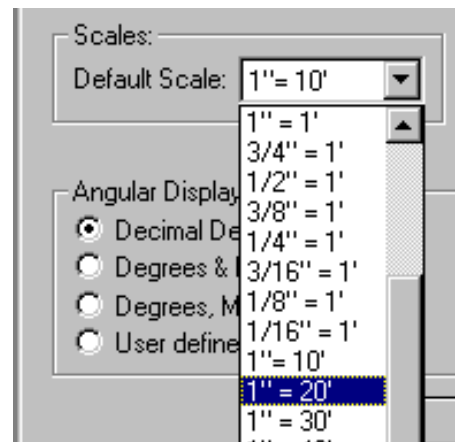 Scales:
Default Scale: 1"= 10'
1" = 1'
3/4" = 1'
1/2" = 1'
3/8" = 1'
1/4" = 1'
3/16" = 1'
1/8" = 1'
1/16" = 1'
1"= 10'
1" = 20'
1" = 30'
Angular Display
Decimal De
Degrees &
Degrees, M
User define